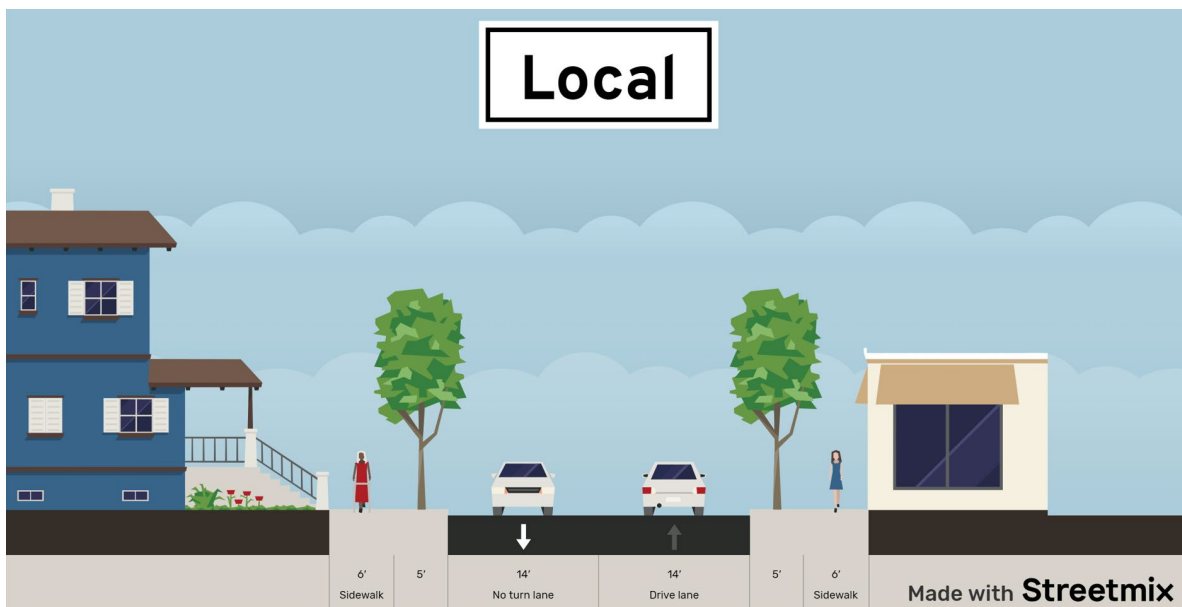 Local
6' 5' 14' 14' 5' 6'
Sidewalk No turn lane Drive lane Sidewalk
Made with Streetmix